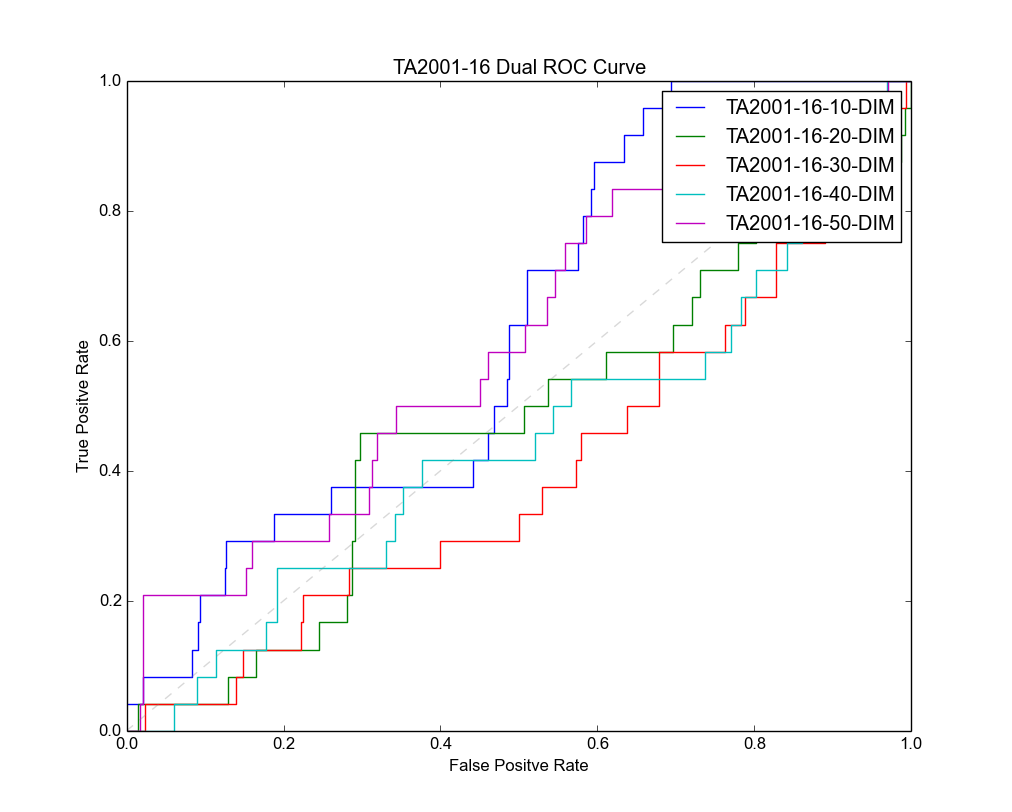 TA2001-16 Dual ROC Curve
1.0
0.8
0.6
0.4
0.2
0.0
True Positve Rate
TA2001-16-10-DIM
TA2001-16-20-DIM
TA2001-16-30-DIM
TA2001-16-40-DIM
TA2001-16-50-DIM
0.0 0.2 0.4 0.6 0.8 1.0
False Positve Rate